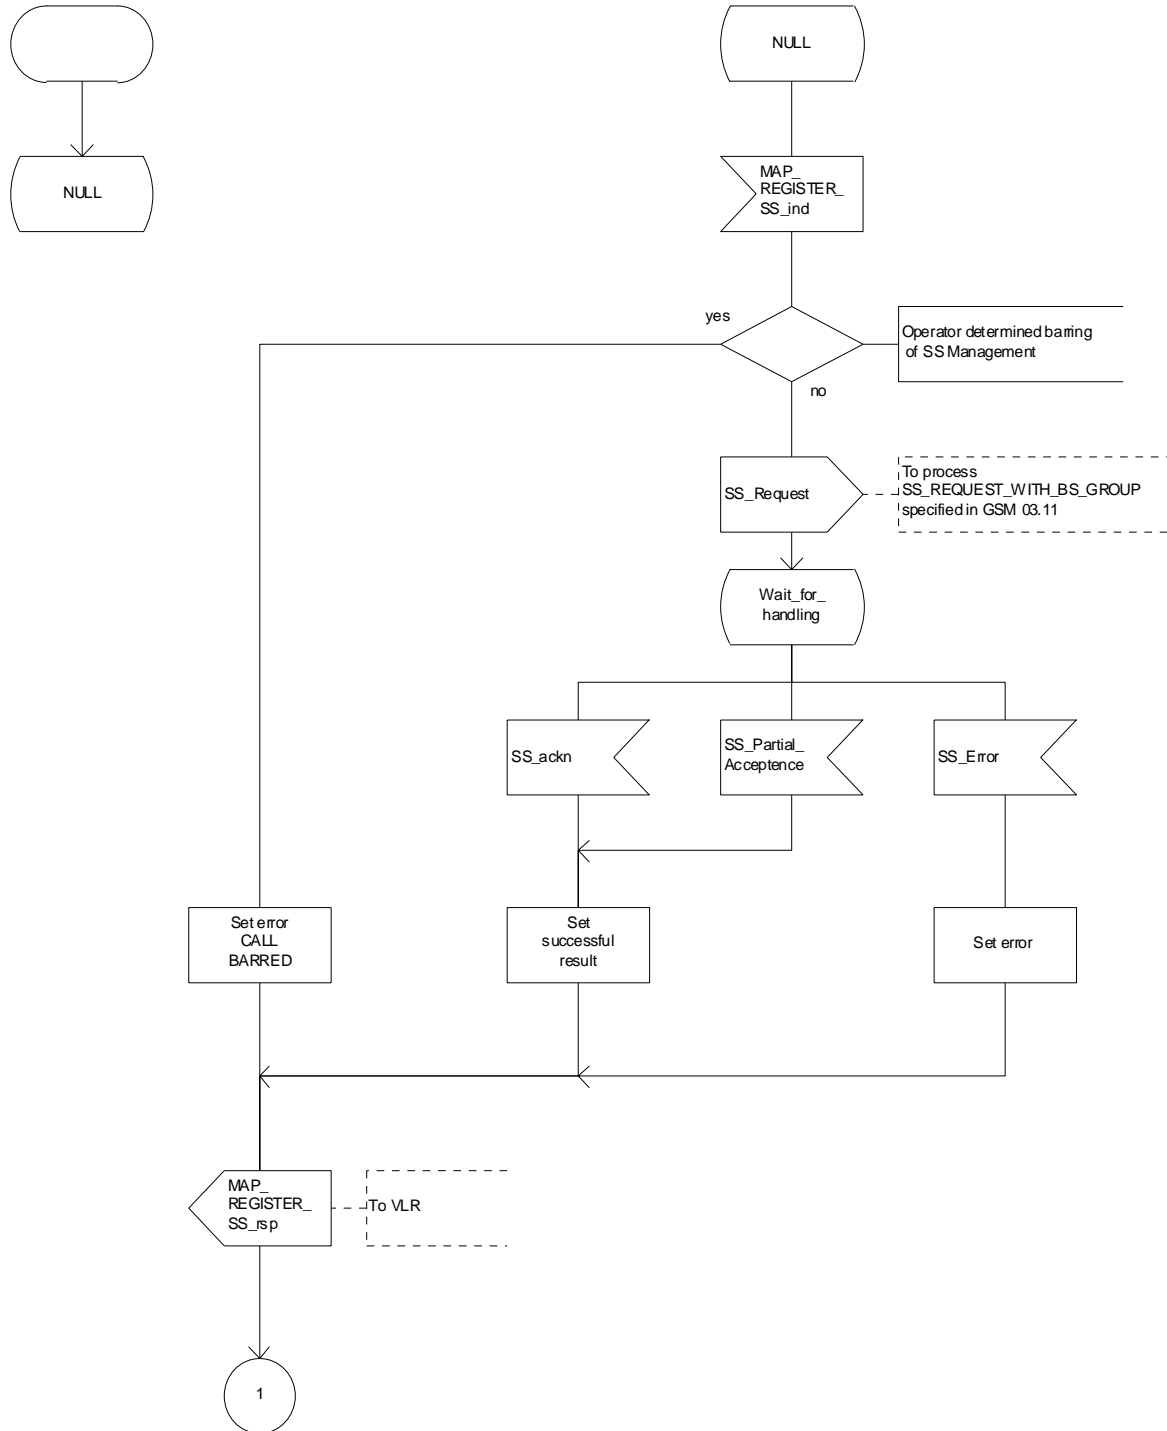 NULL
NULL
MAP_
REGISTER_
SS_ind
yes
Operator determined barring
of SS Management
no
SS_Request
To process
SS_REQUEST_WITH_BS_GROUP
specified in GSM 03.11
Wait_for_
handling
SS_ackn
SS_Partial_
Acceptence
SS_Error
Set error
CALL
BARRED
Set
successful
result
Set error
MAP_
REGISTER_
SS_rsp
To VLR
1